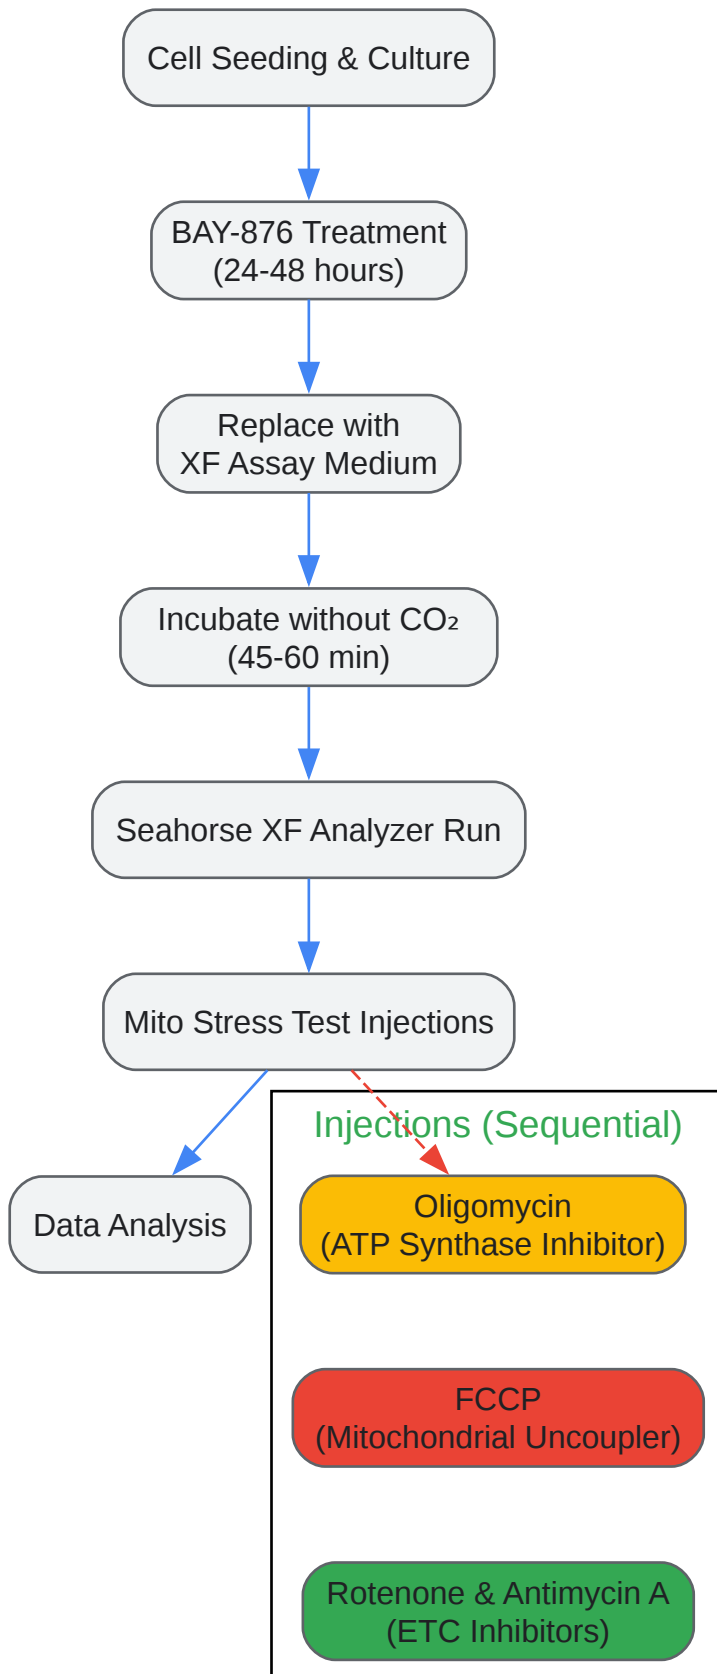 Cell Seeding & Culture
BAY-876 Treatment
(24-48 hours)
Replace with
XF Assay Medium
Incubate without CO₂
(45-60 min)
Seahorse XF Analyzer Run
Mito Stress Test Injections
Injections (Sequential)
Data Analysis
Oligomycin
(ATP Synthase Inhibitor)
FCCP
(Mitochondrial Uncoupler)
Rotenone & Antimycin A
(ETC Inhibitors)